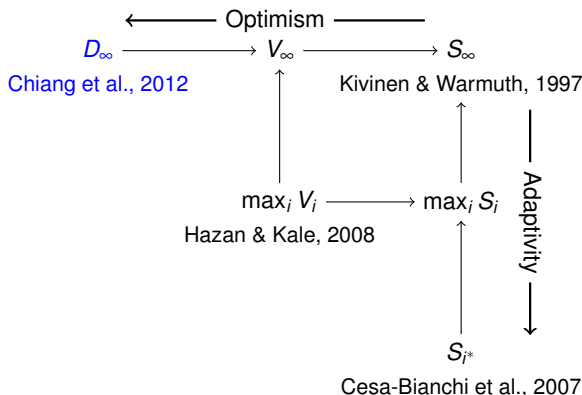 Optimism
D∞ V∞ S∞
Chiang et al., 2012 Kivinen & Warmuth, 1997
Adaptivity
maxᵢ Vᵢ maxᵢ Sᵢ
Hazan & Kale, 2008
Sᵢ*
Cesa-Bianchi et al., 2007